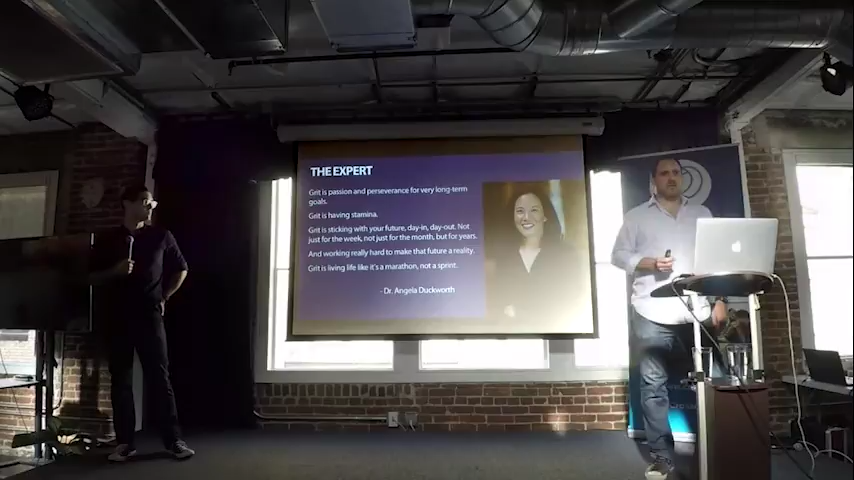 THE EXPERT
Grit is passion and perseverance for very long-term
goals.
Grit is having stamina.
Grit is sticking with your future, day-in, day-out. Not
just for the week, not just for the month, but for years.
And working really hard to make that future a reality.
Grit is living life like it's a marathon, not a sprint.
- Dr. Angela Duckworth